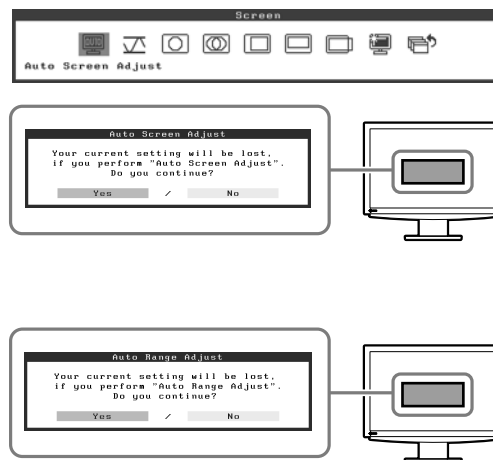 Screen
AUTO
Auto Screen Adjust
Auto Screen Adjust
Your current setting will be lost,
if you perform "Auto Screen Adjust".
Do you continue?
Yes / No
Auto Range Adjust
Your current setting will be lost,
if you perform "Auto Range Adjust".
Do you continue?
Yes / No